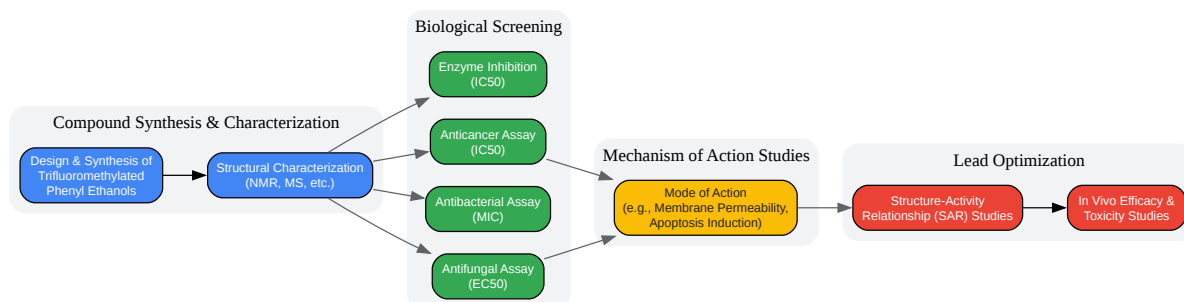 Compound Synthesis & Characterization
Design & Synthesis of
Trifluoromethylated
Phenyl Ethanols
Structural Characterization
(NMR, MS, etc.)
Biological Screening
Enzyme Inhibition
(IC50)
Anticancer Assay
(IC50)
Antibacterial Assay
(MIC)
Antifungal Assay
(EC50)
Mechanism of Action Studies
Mode of Action
(e.g., Membrane Permeability,
Apoptosis Induction)
Lead Optimization
Structure-Activity
Relationship (SAR) Studies
In Vivo Efficacy &
Toxicity Studies